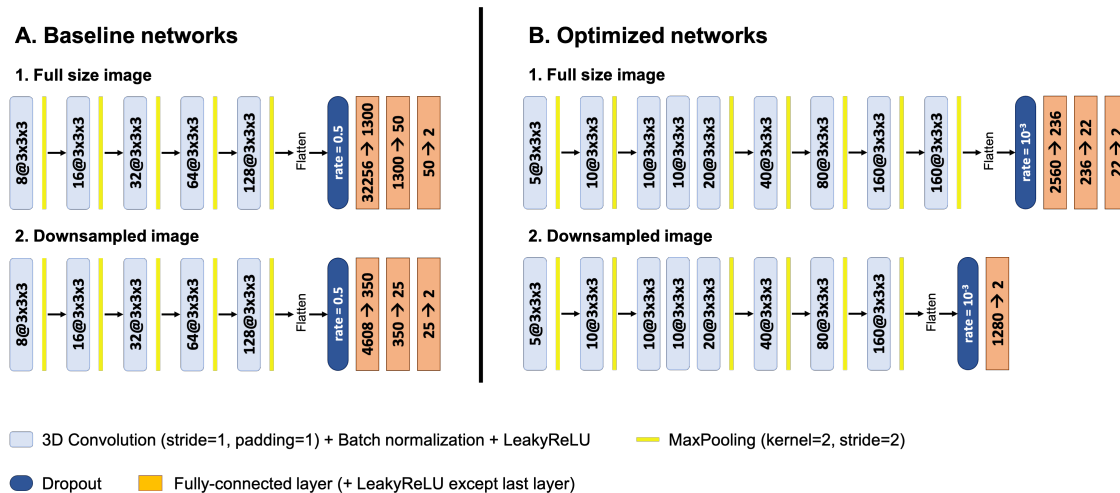 A. Baseline networks
1. Full size image
8@3x3x3
16@3x3x3
32@3x3x3
64@3x3x3
128@3x3x3
Flatten
rate = 0.5
32256 → 1300
1300 → 50
50 → 2
2. Downsampled image
8@3x3x3
16@3x3x3
32@3x3x3
64@3x3x3
128@3x3x3
Flatten
rate = 0.5
4608 → 350
350 → 25
25 → 2
B. Optimized networks
1. Full size image
5@3x3x3
10@3x3x3
10@3x3x3
10@3x3x3
20@3x3x3
40@3x3x3
80@3x3x3
160@3x3x3
160@3x3x3
Flatten
rate = 10⁻³
2560 → 236
236 → 22
22 → 2
2. Downsampled image
5@3x3x3
10@3x3x3
10@3x3x3
10@3x3x3
20@3x3x3
40@3x3x3
80@3x3x3
160@3x3x3
Flatten
rate = 10⁻³
1280 → 2
3D Convolution (stride=1, padding=1) + Batch normalization + LeakyReLU
MaxPooling (kernel=2, stride=2)
Dropout
Fully-connected layer (+ LeakyReLU except last layer)